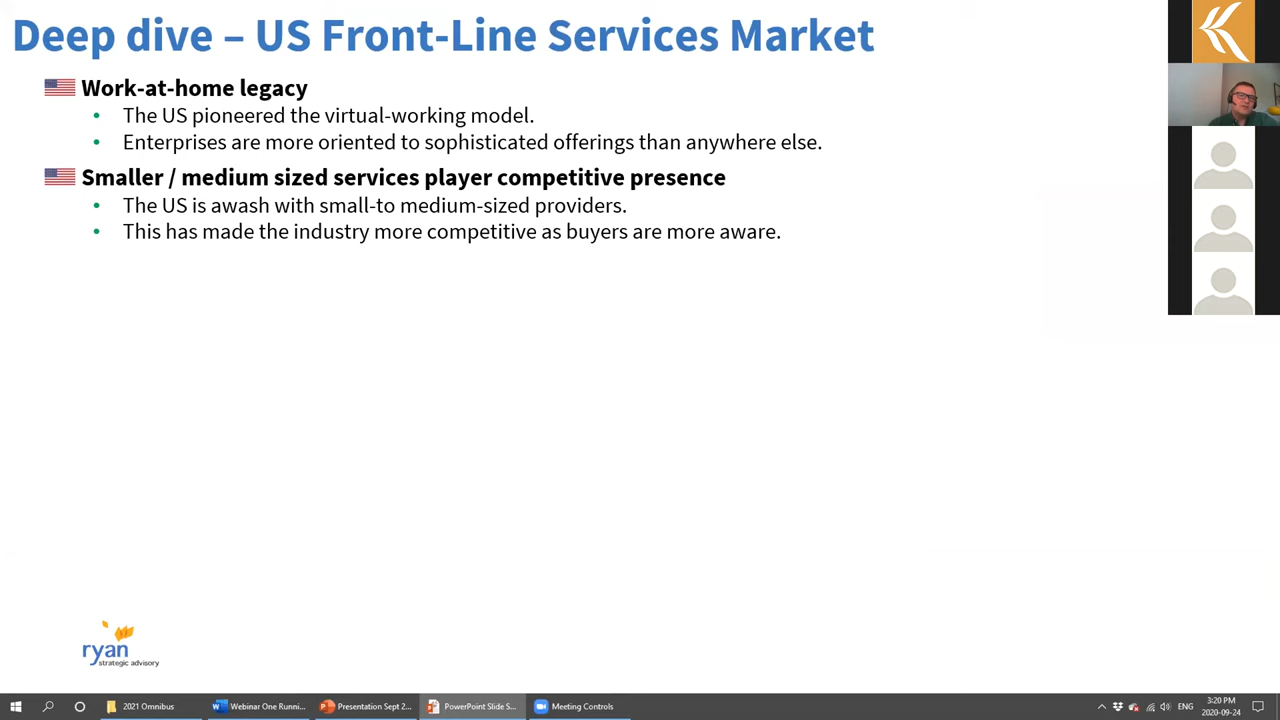 Deep dive – US Front-Line Services Market
Work-at-home legacy
• The US pioneered the virtual-working model.
• Enterprises are more oriented to sophisticated offerings than anywhere else.
Smaller / medium sized services player competitive presence
• The US is awash with small-to medium-sized providers.
• This has made the industry more competitive as buyers are more aware.
ryan
strategic advisory
2021 Omnibus
Webinar One Runni...
Presentation Sept 2...
PowerPoint Slide S...
Meeting Controls
ENG
3:20 PM
2020-09-24